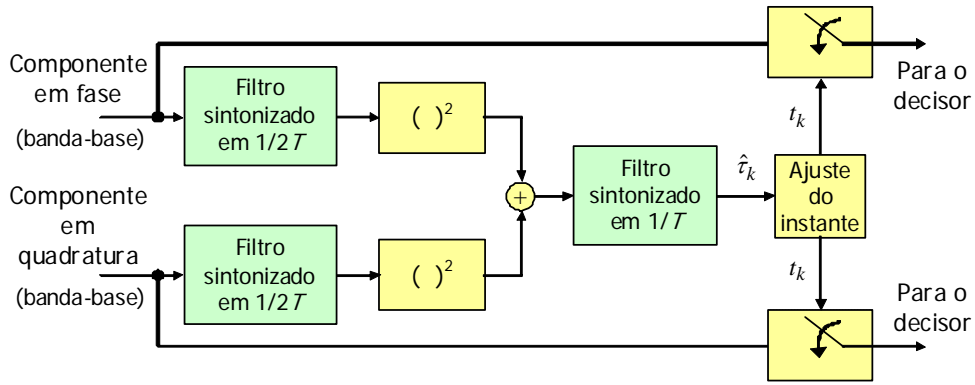 Componente
em fase
(banda-base)
Filtro
sintonizado
em 1/2T
( )²
Para o
decisor
t_k
Componente
em
quadratura
(banda-base)
Filtro
sintonizado
em 1/2T
( )²
+
Filtro
sintonizado
em 1/T
τ̂_k
Ajuste
do
instante
t_k
Para o
decisor